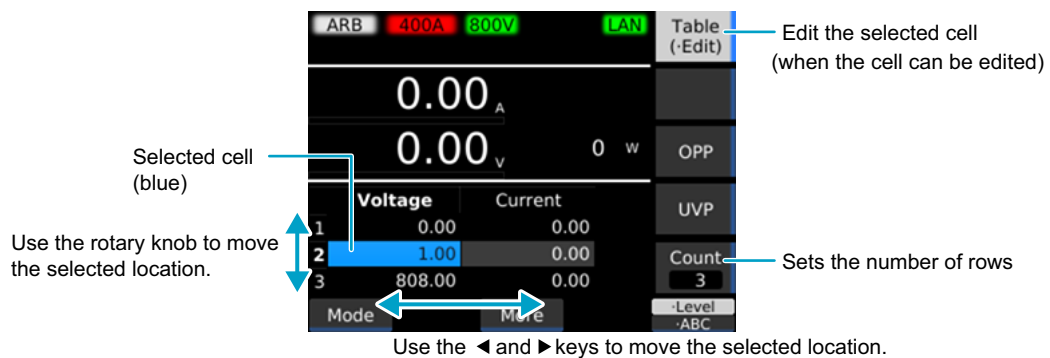 ARB 400A 800V LAN
Table
(·Edit)
Edit the selected cell
(when the cell can be edited)
0.00 A
0.00 V 0 W
OPP
Selected cell
(blue)
Voltage Current
UVP
1 0.00 0.00
Use the rotary knob to move
the selected location.
2 1.00 0.00
Count
Sets the number of rows
3 808.00 0.00
3
Mode More
·Level
·ABC
Use the ◀ and ▶ keys to move the selected location.